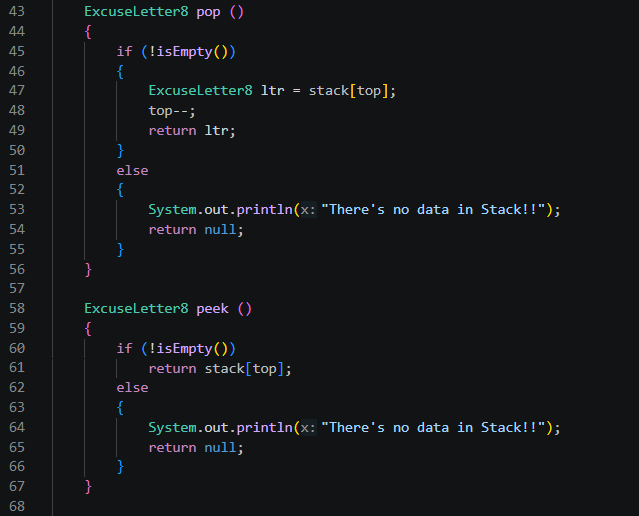 43 ExcuseLetter8 pop ()
44 {
45 if (!isEmpty())
46 {
47 ExcuseLetter8 ltr = stack[top];
48 top--;
49 return ltr;
50 }
51 else
52 {
53 System.out.println(x: "There's no data in Stack!!");
54 return null;
55 }
56 }
57
58 ExcuseLetter8 peek ()
59 {
60 if (!isEmpty())
61 return stack[top];
62 else
63 {
64 System.out.println(x: "There's no data in Stack!!");
65 return null;
66 }
67 }
68